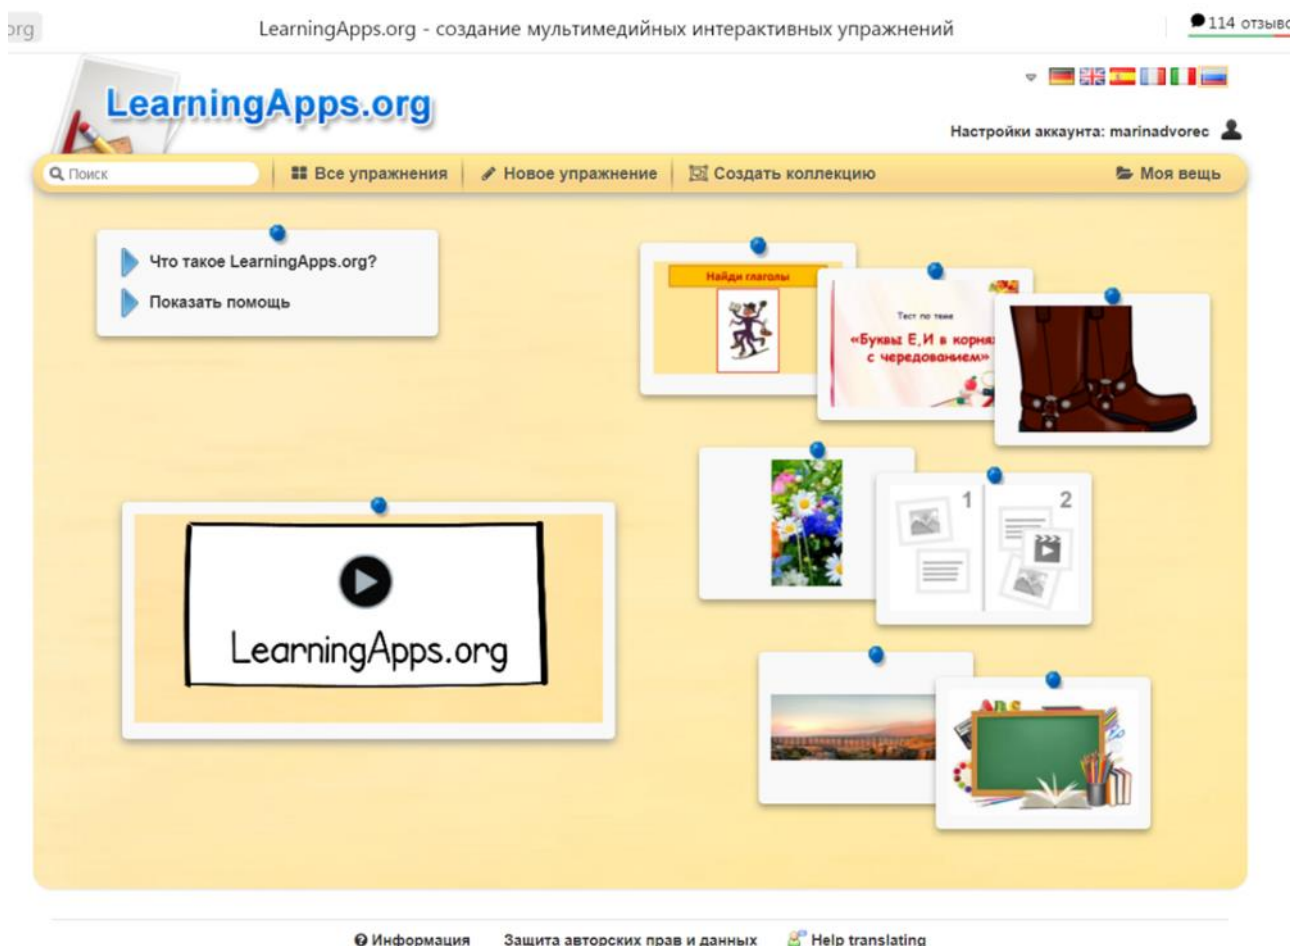 org
LearningApps.org - создание мультимедийных интерактивных упражнений
114 отзыво
LearningApps.org
Настройки аккаунта: marinadvorec
Поиск
Все упражнения
Новое упражнение
Создать коллекцию
Моя вещь
Что такое LearningApps.org?
Показать помощь
Найди глаголы
Тест по теме
«Буквы Е,И в корня
с чередованием»
1
2
LearningApps.org
ABC
Информация
Защита авторских прав и данных
Help translating